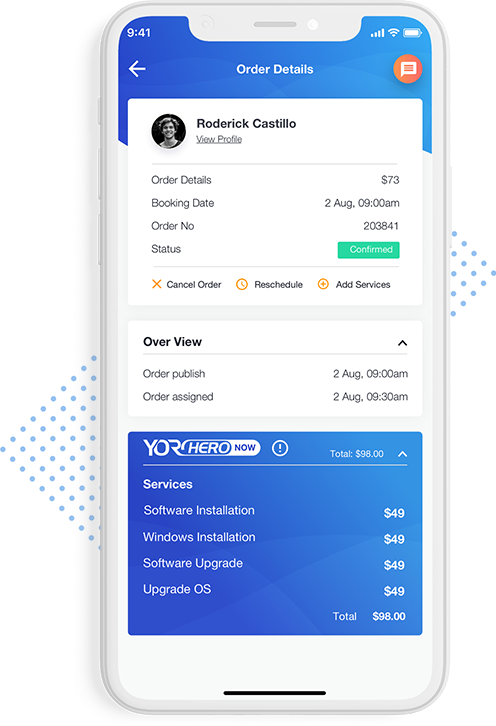 9:41
Order Details
Roderick Castillo
View Profile
Order Details $73
Booking Date 2 Aug, 09:00am
Order No 203841
Status Confirmed
Cancel Order Reschedule Add Services
Over View
Order publish 2 Aug, 09:00am
Order assigned 2 Aug, 09:30am
YORHERO NOW Total: $98.00
Services
Software Installation $49
Windows Installation $49
Software Upgrade $49
Upgrade OS $49
Total $98.00